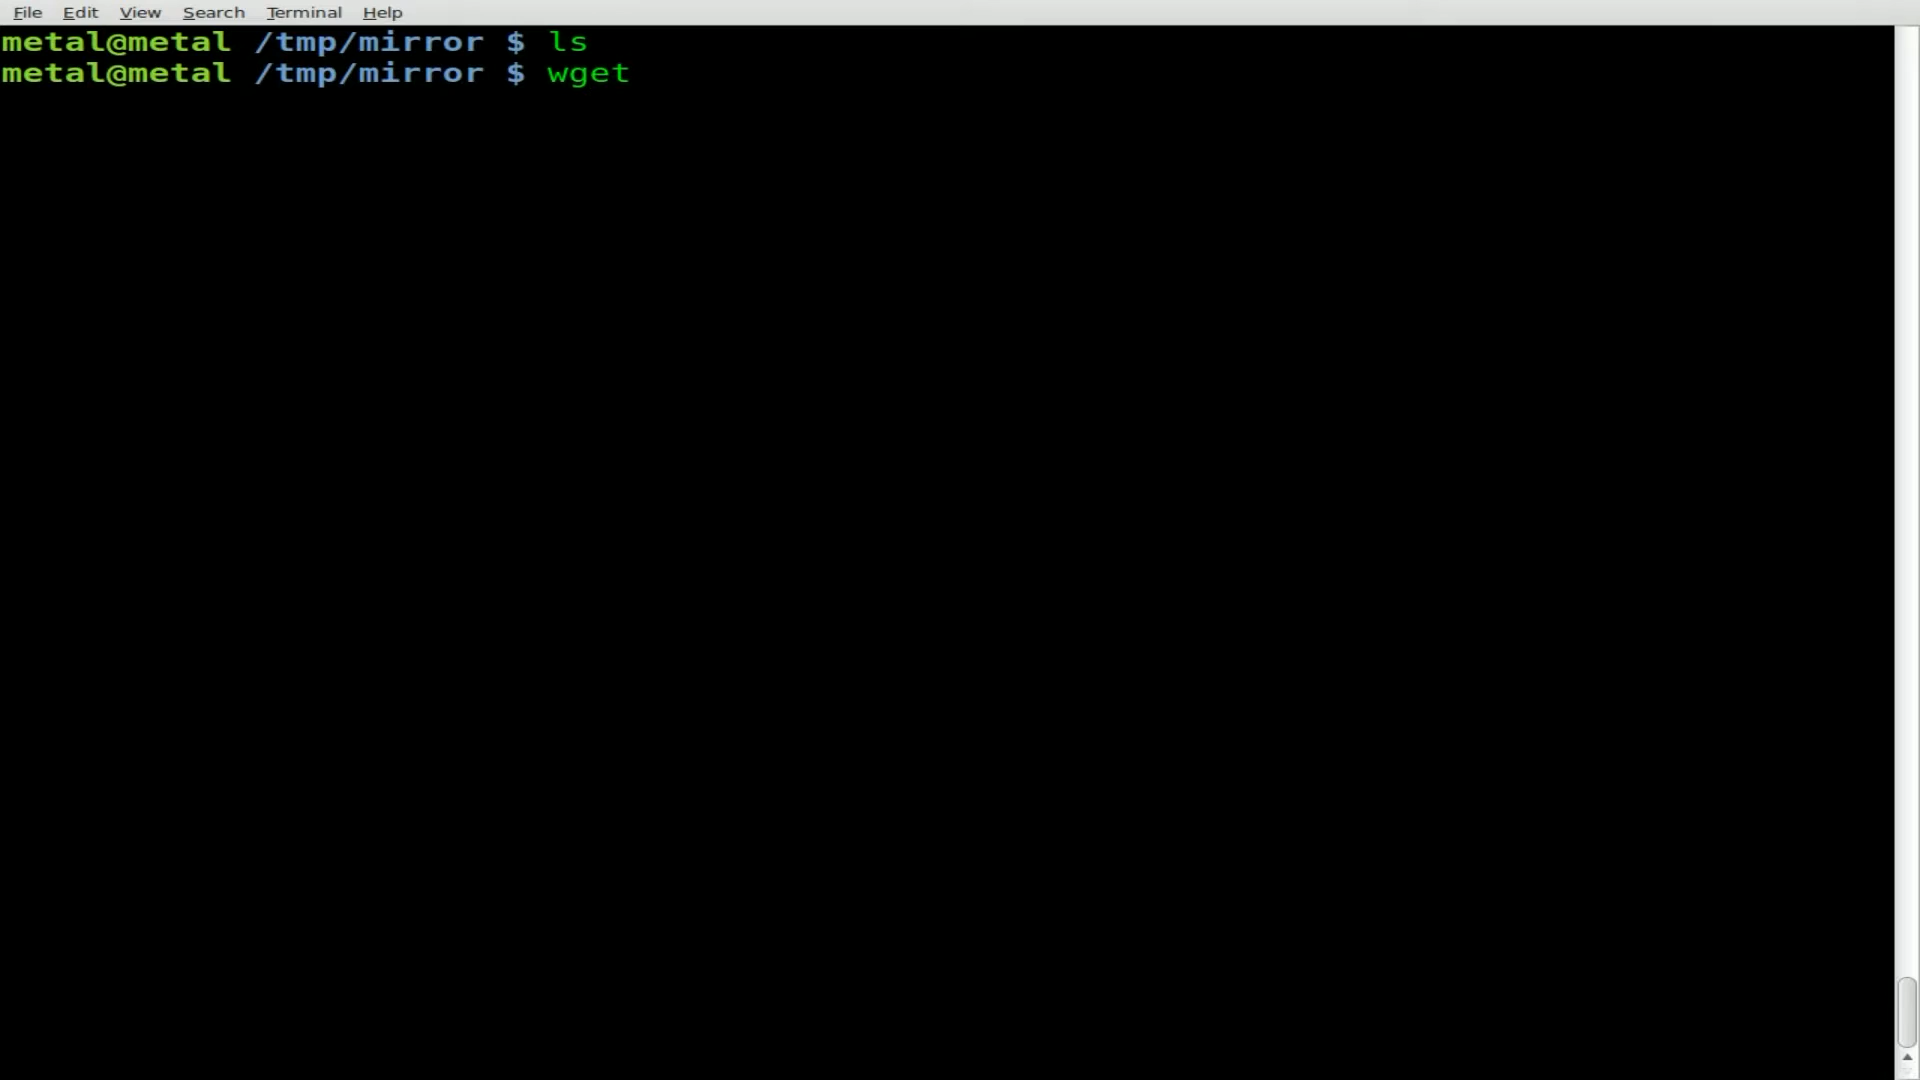 File Edit View Search Terminal Help
metal@metal /tmp/mirror $ ls
metal@metal /tmp/mirror $ wget